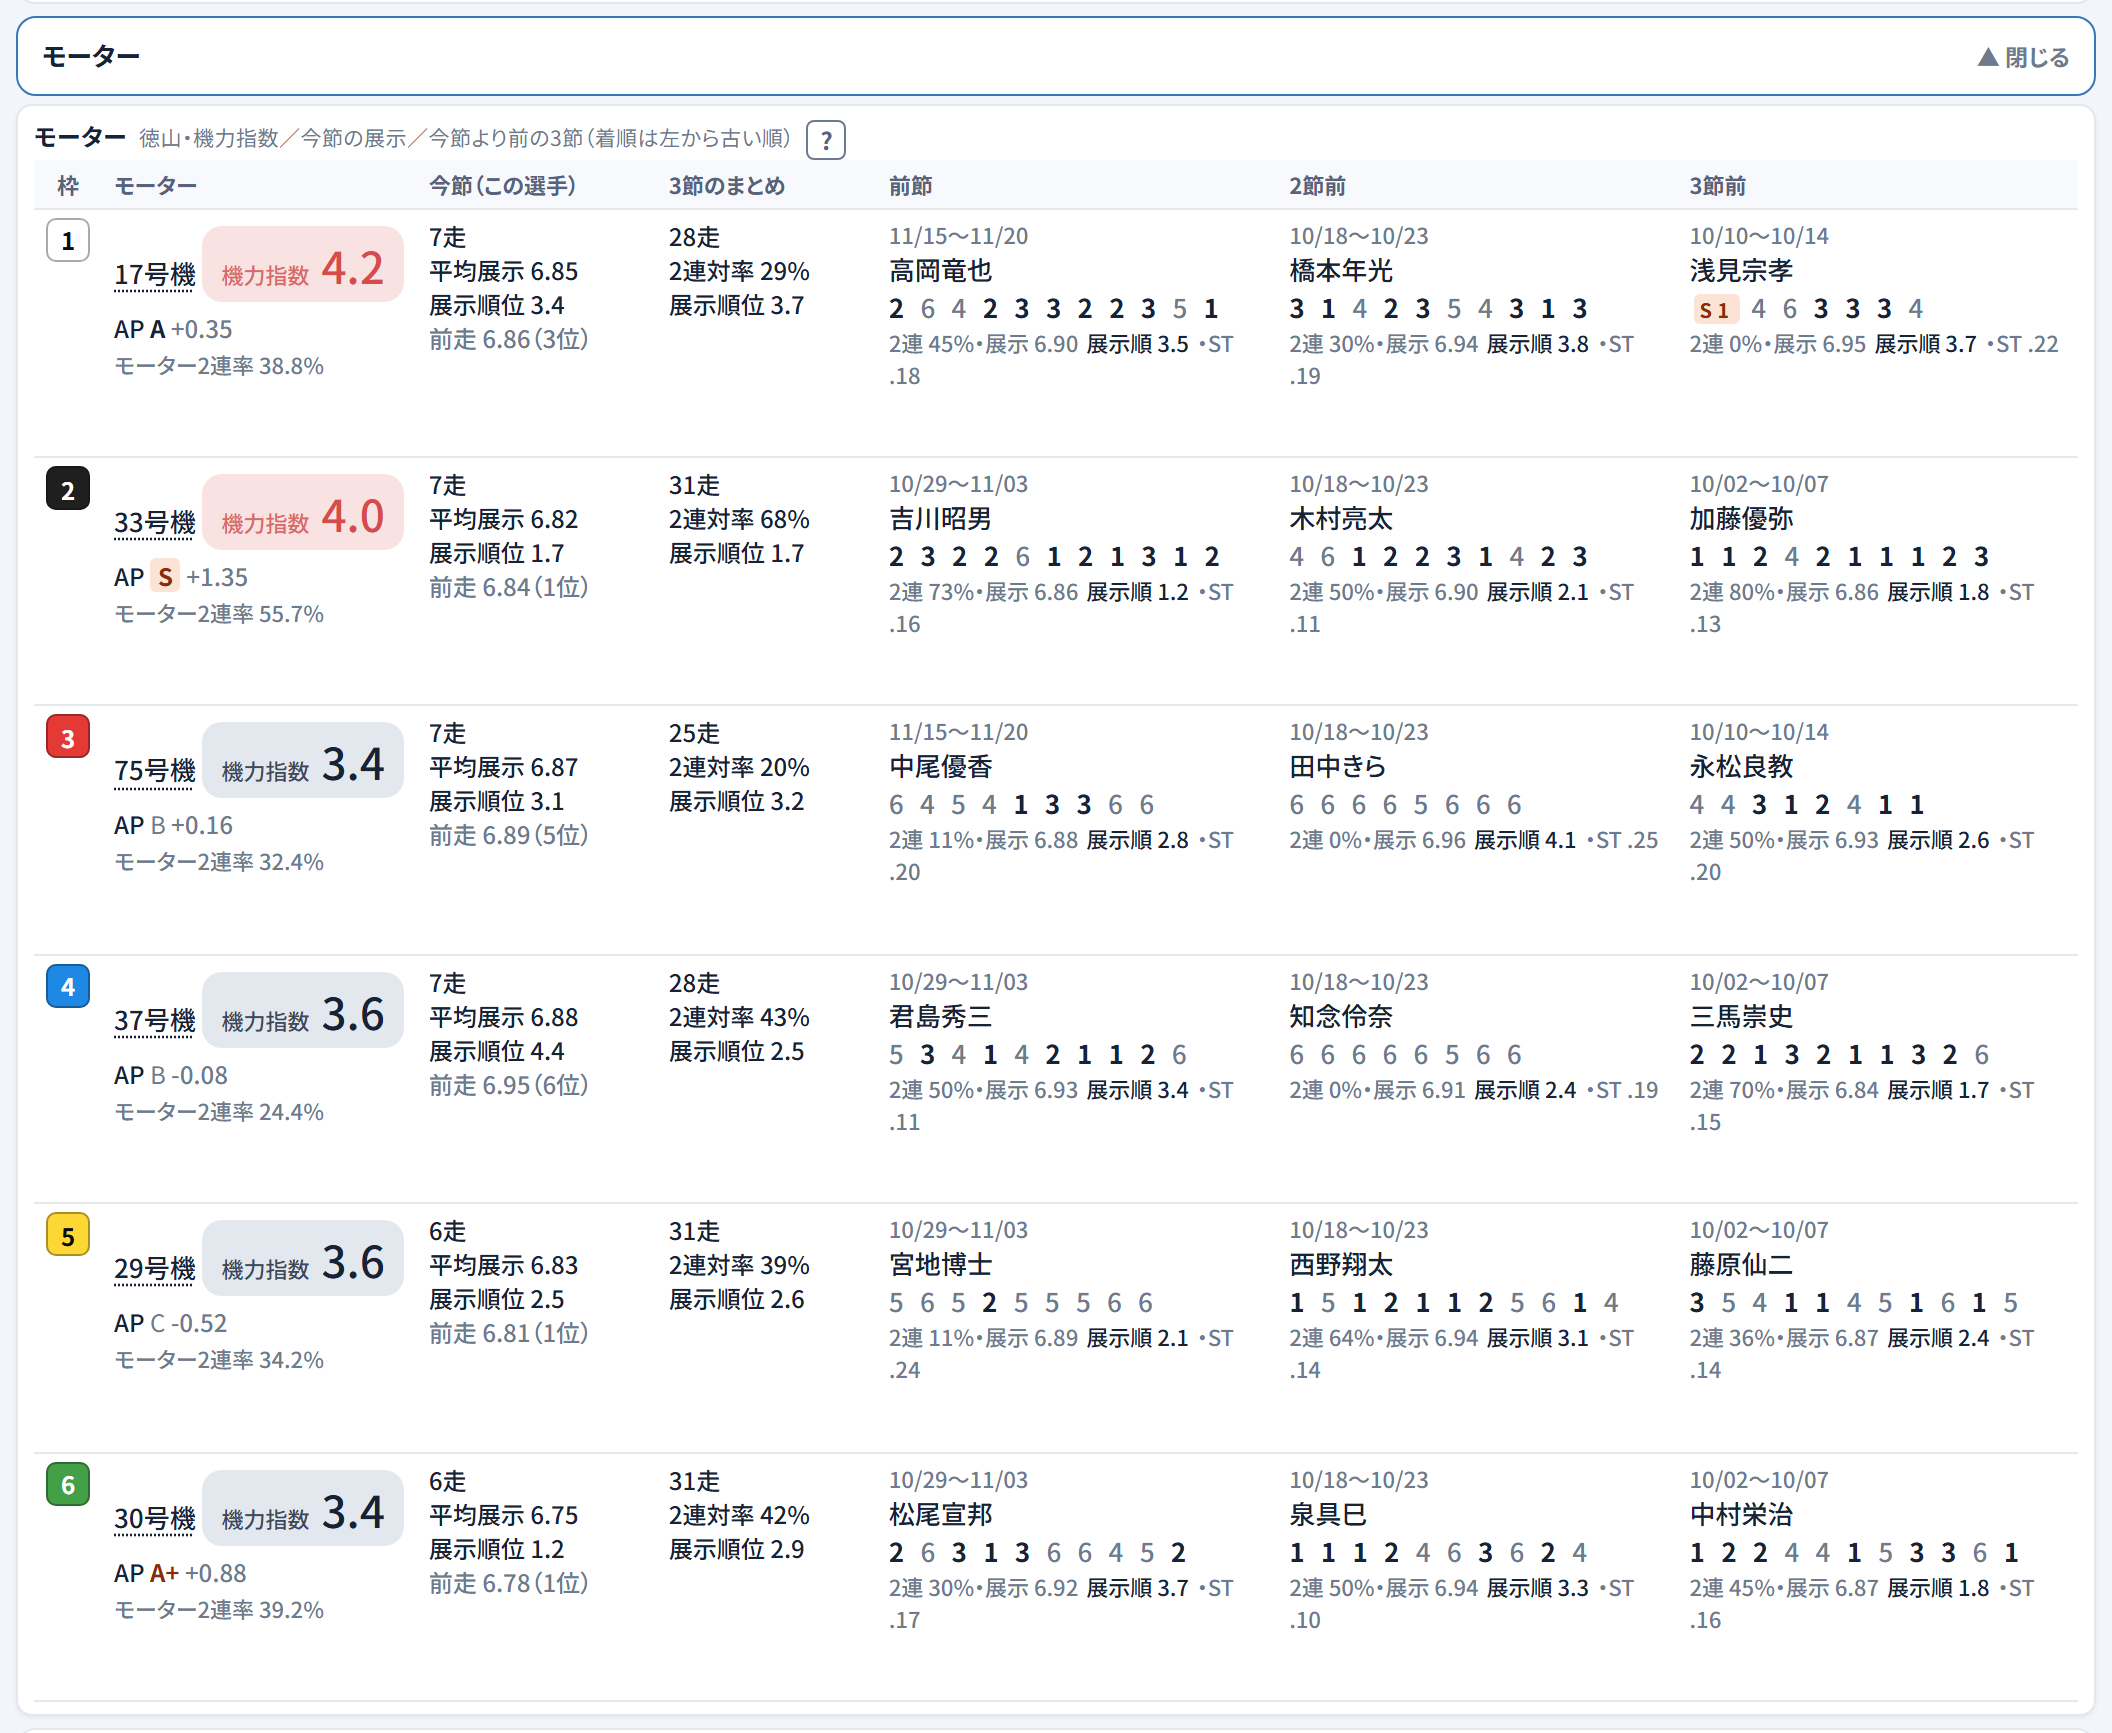 モーター
▲ 閉じる
モーター 徳山・機力指数／今節の展示／今節より前の3節（着順は左から古い順） ?
枠 モーター 今節（この選手） 3節のまとめ 前節 2節前 3節前
1
17号機 機力指数 4.2
AP A +0.35
モーター2連率 38.8%
7走
平均展示 6.85
展示順位 3.4
前走 6.86（3位）
28走
2連対率 29%
展示順位 3.7
11/15〜11/20
高岡竜也
2 6 4 2 3 3 2 2 3 5 1
2連 45%・展示 6.90 展示順 3.5 ・ST
.18
10/18〜10/23
橋本年光
3 1 4 2 3 5 4 3 1 3
2連 30%・展示 6.94 展示順 3.8 ・ST
.19
10/10〜10/14
浅見宗孝
S 1 4 6 3 3 3 4
2連 0%・展示 6.95 展示順 3.7 ・ST .22
2
33号機 機力指数 4.0
AP S +1.35
モーター2連率 55.7%
7走
平均展示 6.82
展示順位 1.7
前走 6.84（1位）
31走
2連対率 68%
展示順位 1.7
10/29〜11/03
吉川昭男
2 3 2 2 6 1 2 1 3 1 2
2連 73%・展示 6.86 展示順 1.2 ・ST
.16
10/18〜10/23
木村亮太
4 6 1 2 2 3 1 4 2 3
2連 50%・展示 6.90 展示順 2.1 ・ST
.11
10/02〜10/07
加藤優弥
1 1 2 4 2 1 1 1 2 3
2連 80%・展示 6.86 展示順 1.8 ・ST
.13
3
75号機 機力指数 3.4
AP B +0.16
モーター2連率 32.4%
7走
平均展示 6.87
展示順位 3.1
前走 6.89（5位）
25走
2連対率 20%
展示順位 3.2
11/15〜11/20
中尾優香
6 4 5 4 1 3 3 6 6
2連 11%・展示 6.88 展示順 2.8 ・ST
.20
10/18〜10/23
田中きら
6 6 6 6 5 6 6 6
2連 0%・展示 6.96 展示順 4.1 ・ST .25
10/10〜10/14
永松良教
4 4 3 1 2 4 1 1
2連 50%・展示 6.93 展示順 2.6 ・ST
.20
4
37号機 機力指数 3.6
AP B -0.08
モーター2連率 24.4%
7走
平均展示 6.88
展示順位 4.4
前走 6.95（6位）
28走
2連対率 43%
展示順位 2.5
10/29〜11/03
君島秀三
5 3 4 1 4 2 1 1 2 6
2連 50%・展示 6.93 展示順 3.4 ・ST
.11
10/18〜10/23
知念伶奈
6 6 6 6 6 5 6 6
2連 0%・展示 6.91 展示順 2.4 ・ST .19
10/02〜10/07
三馬崇史
2 2 1 3 2 1 1 3 2 6
2連 70%・展示 6.84 展示順 1.7 ・ST
.15
5
29号機 機力指数 3.6
AP C -0.52
モーター2連率 34.2%
6走
平均展示 6.83
展示順位 2.5
前走 6.81（1位）
31走
2連対率 39%
展示順位 2.6
10/29〜11/03
宮地博士
5 6 5 2 5 5 5 6 6
2連 11%・展示 6.89 展示順 2.1 ・ST
.24
10/18〜10/23
西野翔太
1 5 1 2 1 1 2 5 6 1 4
2連 64%・展示 6.94 展示順 3.1 ・ST
.14
10/02〜10/07
藤原仙二
3 5 4 1 1 4 5 1 6 1 5
2連 36%・展示 6.87 展示順 2.4 ・ST
.14
6
30号機 機力指数 3.4
AP A+ +0.88
モーター2連率 39.2%
6走
平均展示 6.75
展示順位 1.2
前走 6.78（1位）
31走
2連対率 42%
展示順位 2.9
10/29〜11/03
松尾宣邦
2 6 3 1 3 6 6 4 5 2
2連 30%・展示 6.92 展示順 3.7 ・ST
.17
10/18〜10/23
泉具巳
1 1 1 2 4 6 3 6 2 4
2連 50%・展示 6.94 展示順 3.3 ・ST
.10
10/02〜10/07
中村栄治
1 2 2 4 4 1 5 3 3 6 1
2連 45%・展示 6.87 展示順 1.8 ・ST
.16